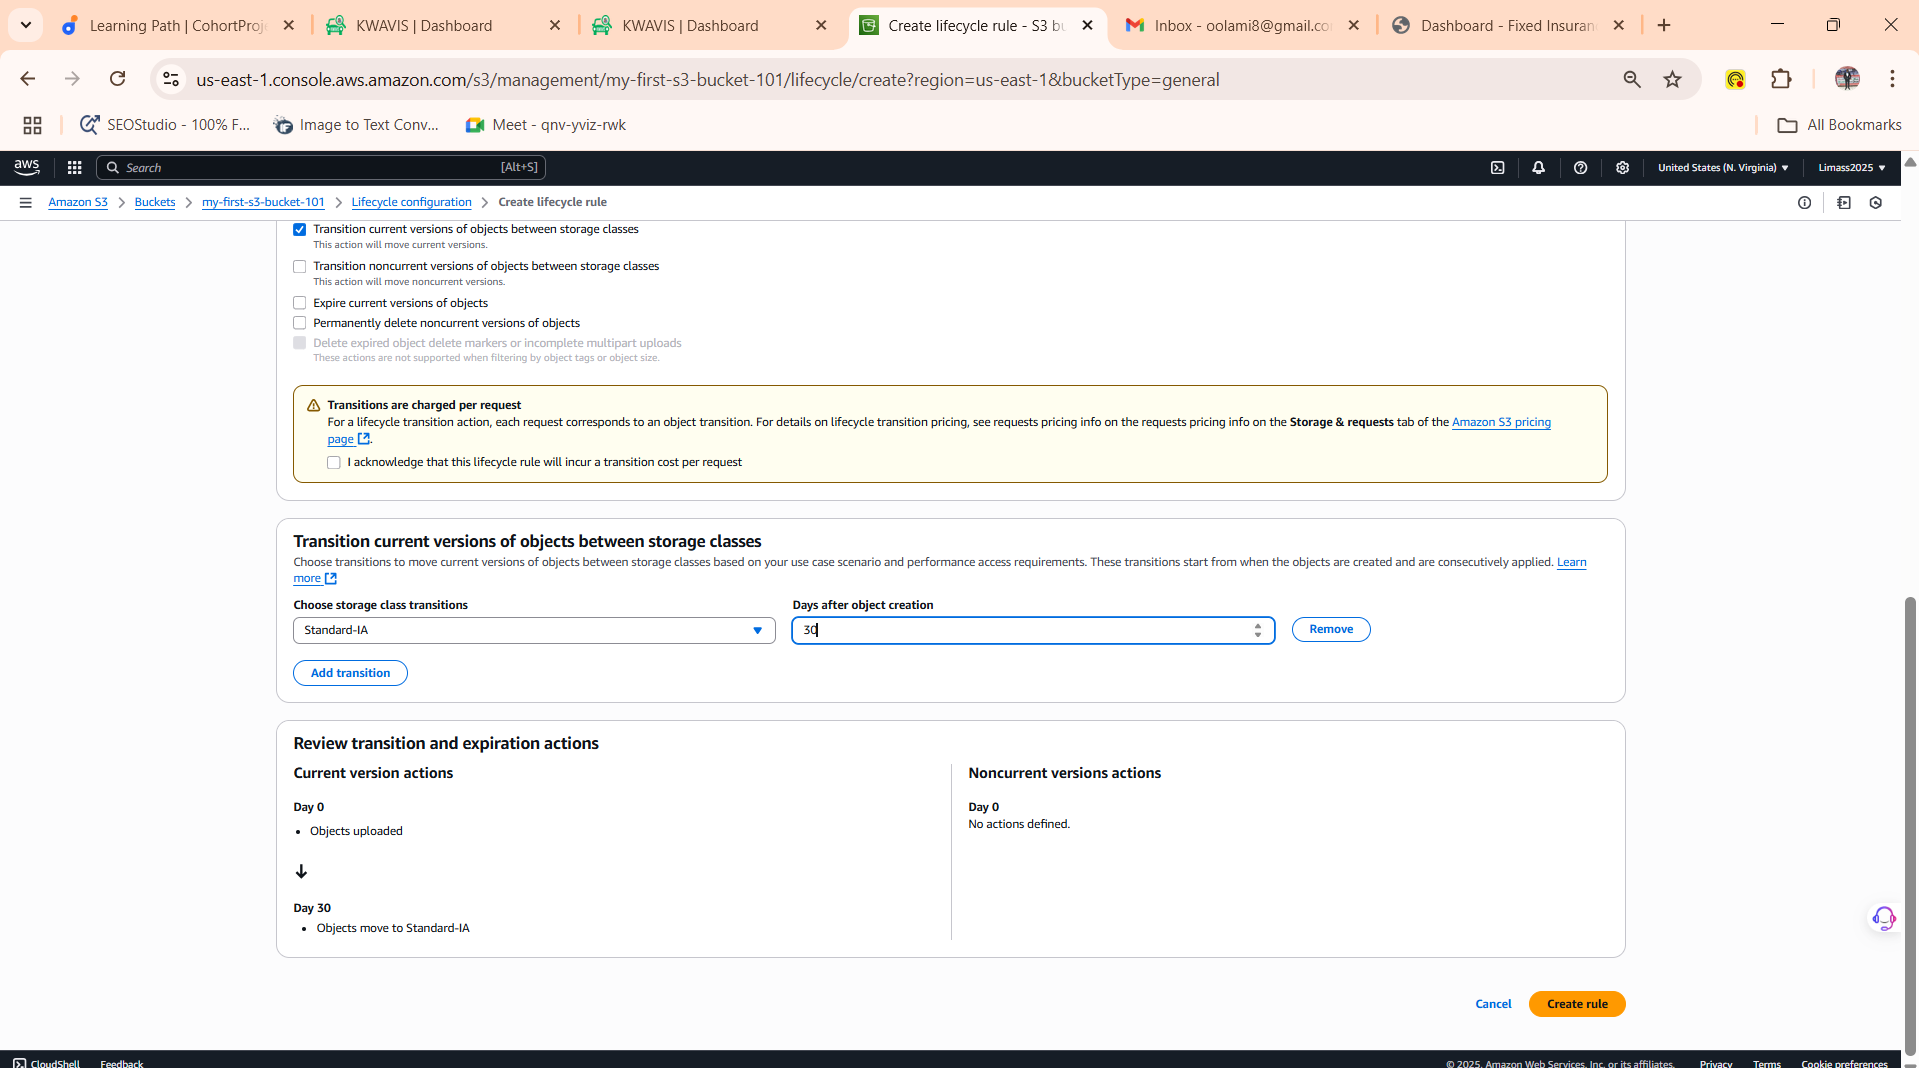 Learning Path | CohortProj
KWAVIS | Dashboard
KWAVIS | Dashboard
Create lifecycle rule - S3 bu
Inbox - oolami8@gmail.co
Dashboard - Fixed Insuran
us-east-1.console.aws.amazon.com/s3/management/my-first-s3-bucket-101/lifecycle/create?region=us-east-1&bucketType=general
SEOStudio - 100% F...
Image to Text Conv...
Meet - qnv-yviz-rwk
All Bookmarks
aws
Search
[Alt+S]
United States (N. Virginia)
Limass2025
Amazon S3
Buckets
my-first-s3-bucket-101
Lifecycle configuration
Create lifecycle rule
Transition current versions of objects between storage classes
This action will move current versions.
Transition noncurrent versions of objects between storage classes
This action will move noncurrent versions.
Expire current versions of objects
Permanently delete noncurrent versions of objects
Delete expired object delete markers or incomplete multipart uploads
These actions are not supported when filtering by object tags or object size.
Transitions are charged per request
For a lifecycle transition action, each request corresponds to an object transition. For details on lifecycle transition pricing, see requests pricing info on the requests pricing info on the Storage & requests tab of the Amazon S3 pricing
page.
I acknowledge that this lifecycle rule will incur a transition cost per request
Transition current versions of objects between storage classes
Choose transitions to move current versions of objects between storage classes based on your use case scenario and performance access requirements. These transitions start from when the objects are created and are consecutively applied. Learn
more
Choose storage class transitions
Days after object creation
Standard-IA
30
Remove
Add transition
Review transition and expiration actions
Current version actions
Day 0
• Objects uploaded
Day 30
• Objects move to Standard-IA
Noncurrent versions actions
Day 0
No actions defined.
Cancel
Create rule
CloudShell
Feedback
© 2025, Amazon Web Services, Inc. or its affiliates.
Privacy
Terms
Cookie preferences